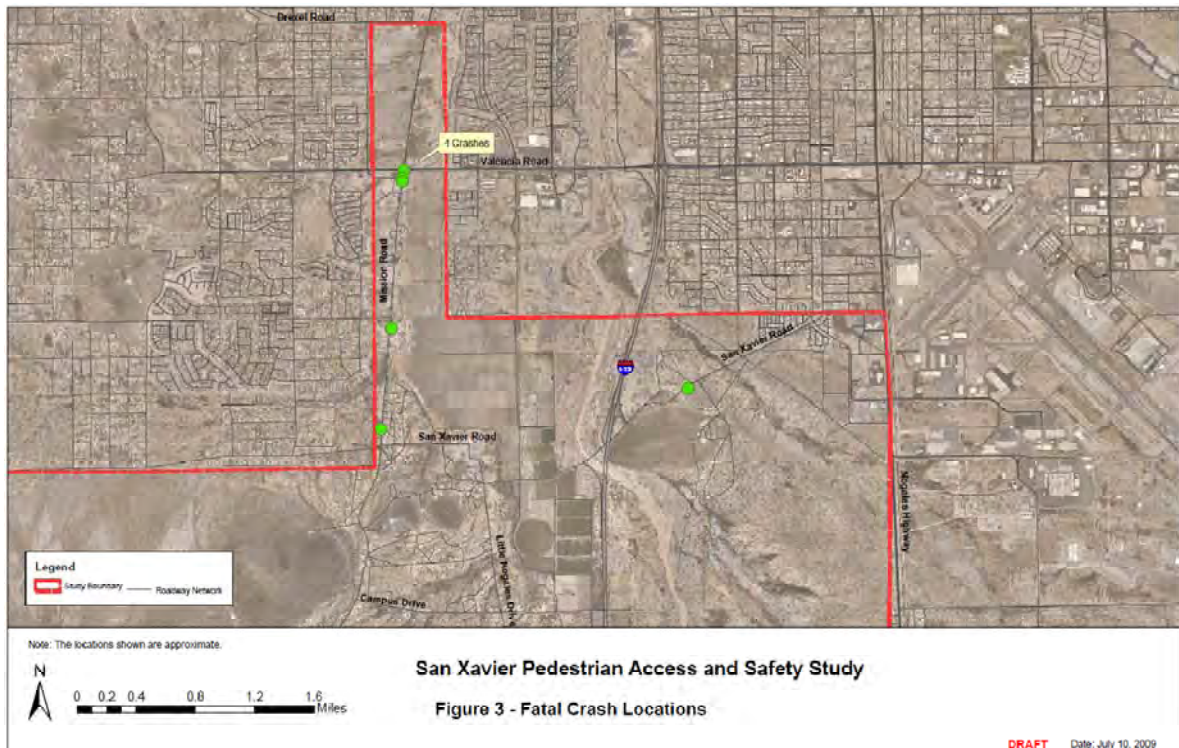 Drexel Road
4 Crashes
Valencia Road
Mission Road
San Xavier Road
San Xavier Road
Nogales Highway
Little Nogales Drive
Campus Drive
Legend
Study Boundary
Roadway Network
Note: The locations shown are approximate.
N
0 0.2 0.4 0.8 1.2 1.6
Miles
San Xavier Pedestrian Access and Safety Study
Figure 3 - Fatal Crash Locations
DRAFT Date: July 10, 2009